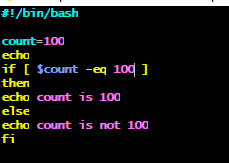 #!/bin/bash
count=100
echo
if [ $count -eq 100 ]
then
echo count is 100
else
echo count is not 100
fi